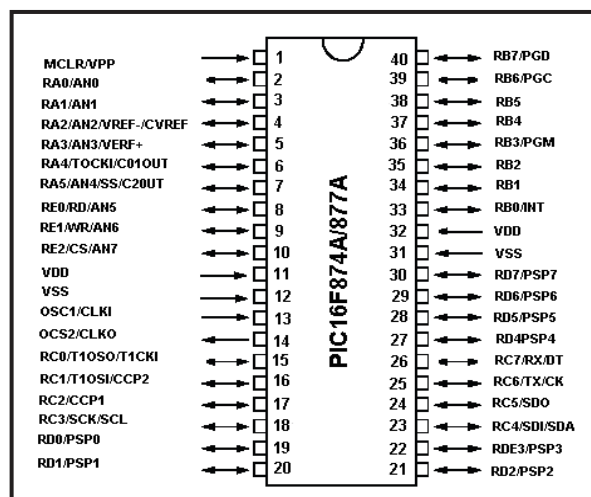 MCLR/VPP 1 40 RB7/PGD
RA0/AN0 2 39 RB6/PGC
RA1/AN1 3 38 RB5
RA2/AN2/VREF-/CVREF 4 37 RB4
RA3/AN3/VERF+ 5 36 RB3/PGM
RA4/TOCKI/C01OUT 6 35 RB2
RA5/AN4/SS/C2OUT 7 34 RB1
RE0/RD/AN5 8 33 RB0/INT
RE1/WR/AN6 9 32 VDD
RE2/CS/AN7 10 31 VSS
VDD 11 30 RD7/PSP7
VSS 12 29 RD6/PSP6
OSC1/CLKI 13 28 RD5/PSP5
OCS2/CLKO 14 27 RD4PSP4
RC0/T1OSO/T1CKI 15 26 RC7/RX/DT
RC1/T1OSI/CCP2 16 25 RC6/TX/CK
RC2/CCP1 17 24 RC5/SDO
RC3/SCK/SCL 18 23 RC4/SDI/SDA
RD0/PSP0 19 22 RDE3/PSP3
RD1/PSP1 20 21 RD2/PSP2
PIC16F874A/877A